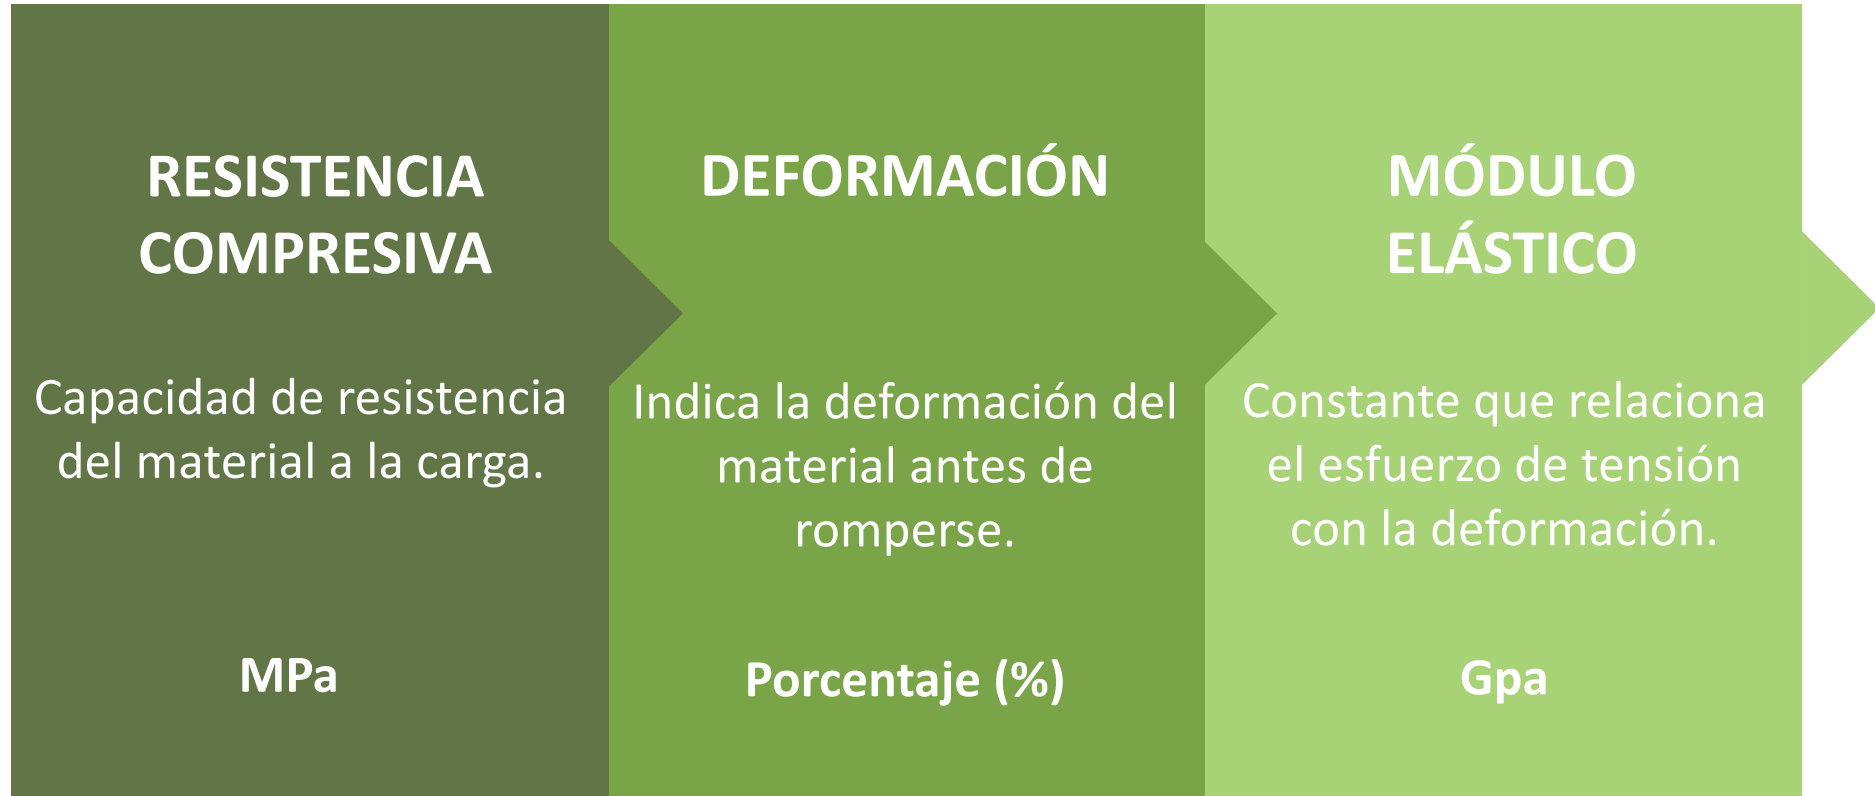 RESISTENCIA
COMPRESIVA
Capacidad de resistencia
del material a la carga.
MPa
DEFORMACIÓN
Indica la deformación del
material antes de
romperse.
Porcentaje (%)
MÓDULO
ELÁSTICO
Constante que relaciona
el esfuerzo de tensión
con la deformación.
Gpa